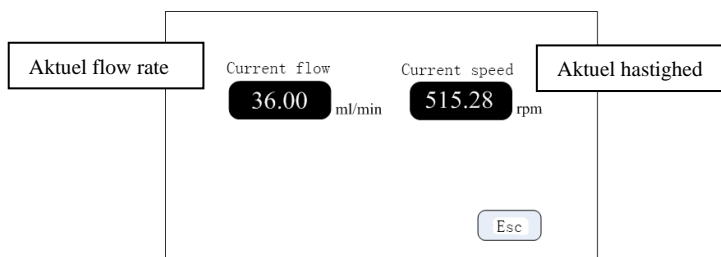 Aktuel flow rate
Current flow
36.00 ml/min
Current speed
515.28 rpm
Aktuel hastighed
Esc